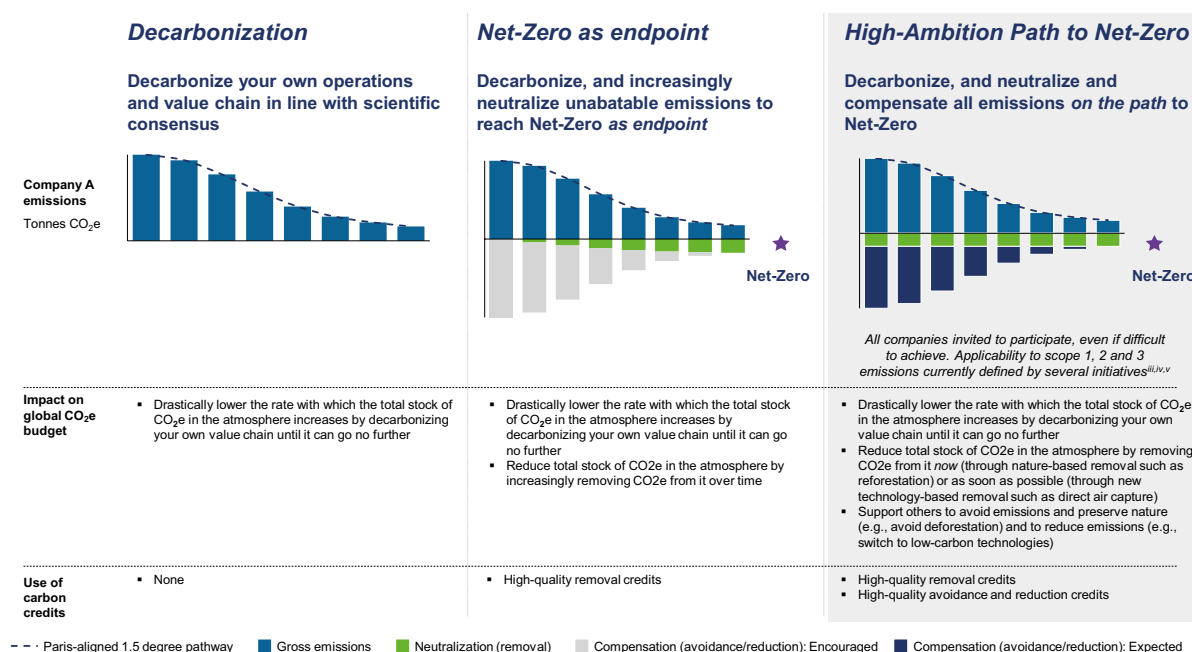 Decarbonization
Net-Zero as endpoint
High-Ambition Path to Net-Zero
Decarbonize your own operations
and value chain in line with scientific
consensus
Decarbonize, and increasingly
neutralize unabatable emissions to
reach Net-Zero as endpoint
Decarbonize, and neutralize and
compensate all emissions on the path to
Net-Zero
Company A
emissions
Tonnes CO₂e
Net-Zero
Net-Zero
All companies invited to participate, even if difficult
to achieve. Applicability to scope 1, 2 and 3
emissions currently defined by several initiatives^iii,iv,v
Impact on
global CO₂e
budget
▪ Drastically lower the rate with which the total stock of
CO₂e in the atmosphere increases by decarbonizing
your own value chain until it can go no further
▪ Drastically lower the rate with which the total stock
of CO₂e in the atmosphere increases by
decarbonizing your own value chain until it can go
no further
▪ Reduce total stock of CO2e in the atmosphere by
increasingly removing CO2e from it over time
▪ Drastically lower the rate with which the total stock of CO₂e
in the atmosphere increases by decarbonizing your own
value chain until it can go no further
▪ Reduce total stock of CO2e in the atmosphere by removing
CO2e from it now (through nature-based removal such as
reforestation) or as soon as possible (through new
technology-based removal such as direct air capture)
▪ Support others to avoid emissions and preserve nature
(e.g., avoid deforestation) and to reduce emissions (e.g.,
switch to low-carbon technologies)
Use of
carbon
credits
▪ None
▪ High-quality removal credits
▪ High-quality removal credits
▪ High-quality avoidance and reduction credits
Paris-aligned 1.5 degree pathway
Gross emissions
Neutralization (removal)
Compensation (avoidance/reduction): Encouraged
Compensation (avoidance/reduction): Expected